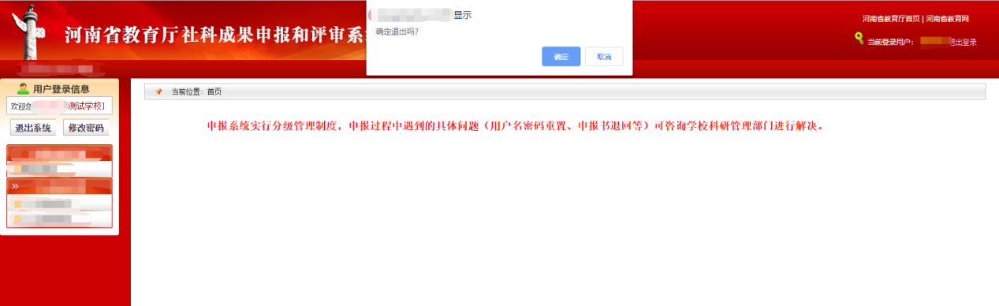 显示
确定退出吗?
确定
取消
河南省教育厅社科成果申报和评审系
河南省教育厅首页 | 河南省教育网
当前登录用户：
退出登录
用户登录信息
欢迎您
测试学校]
退出系统
修改密码
当前位置：首页
申报系统实行分级管理制度，申报过程中遇到的具体问题（用户名密码重置、申报书退回等）可咨询学校科研管理部门进行解决。